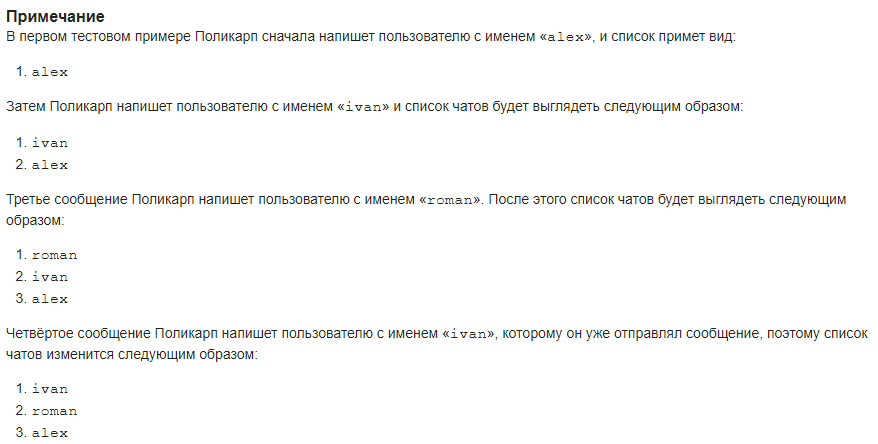 Примечание
В первом тестовом примере Поликарп сначала напишет пользователю с именем «alex», и список примет вид:
1. alex
Затем Поликарп напишет пользователю с именем «ivan» и список чатов будет выглядеть следующим образом:
1. ivan
2. alex
Третье сообщение Поликарп напишет пользователю с именем «roman». После этого список чатов будет выглядеть следующим
образом:
1. roman
2. ivan
3. alex
Четвёртое сообщение Поликарп напишет пользователю с именем «ivan», которому он уже отправлял сообщение, поэтому список
чатов изменится следующим образом:
1. ivan
2. roman
3. alex